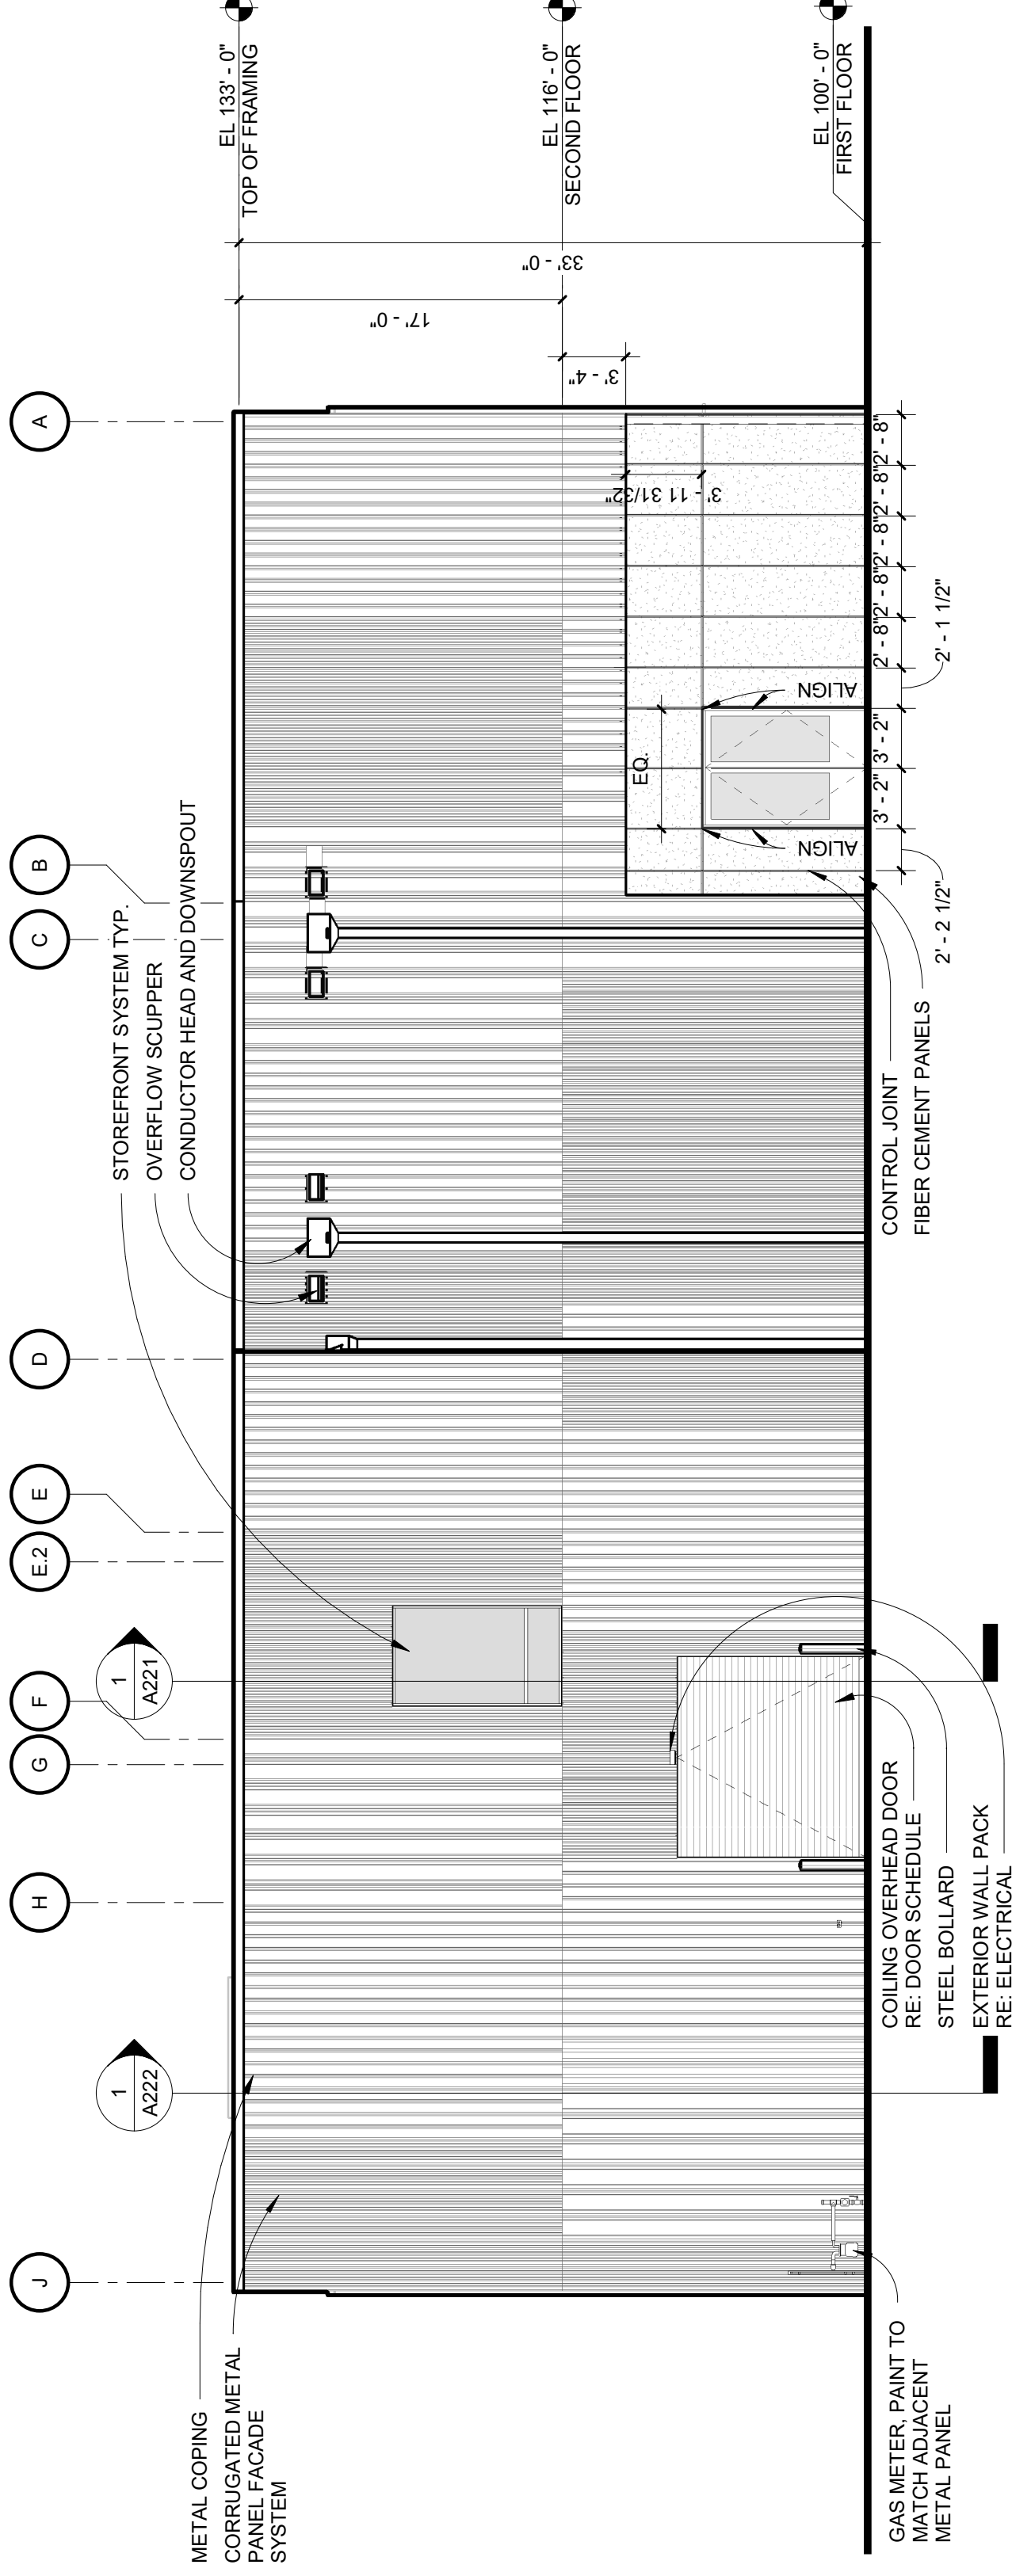 J
H
G
F
E.2
E
D
C
B
A
1
A222
1
A221
METAL COPING
CORRUGATED METAL
PANEL FACADE
SYSTEM
STOREFRONT SYSTEM TYP.
OVERFLOW SCUPPER
CONDUCTOR HEAD AND DOWNSPOUT
EL 133' - 0"
TOP OF FRAMING
EL 116' - 0"
SECOND FLOOR
EL 100' - 0"
FIRST FLOOR
33' - 0"
17' - 0"
3' - 4"
3' - 11 31/32"
EQ.
ALIGN
ALIGN
2' - 2 1/2"
3' - 2"
3' - 2"
2' - 1 1/2"
2' - 8"
2' - 8"
2' - 8"
2' - 8"
2' - 8"
GAS METER, PAINT TO
MATCH ADJACENT
METAL PANEL
COILING OVERHEAD DOOR
RE: DOOR SCHEDULE
STEEL BOLLARD
EXTERIOR WALL PACK
RE: ELECTRICAL
CONTROL JOINT
FIBER CEMENT PANELS